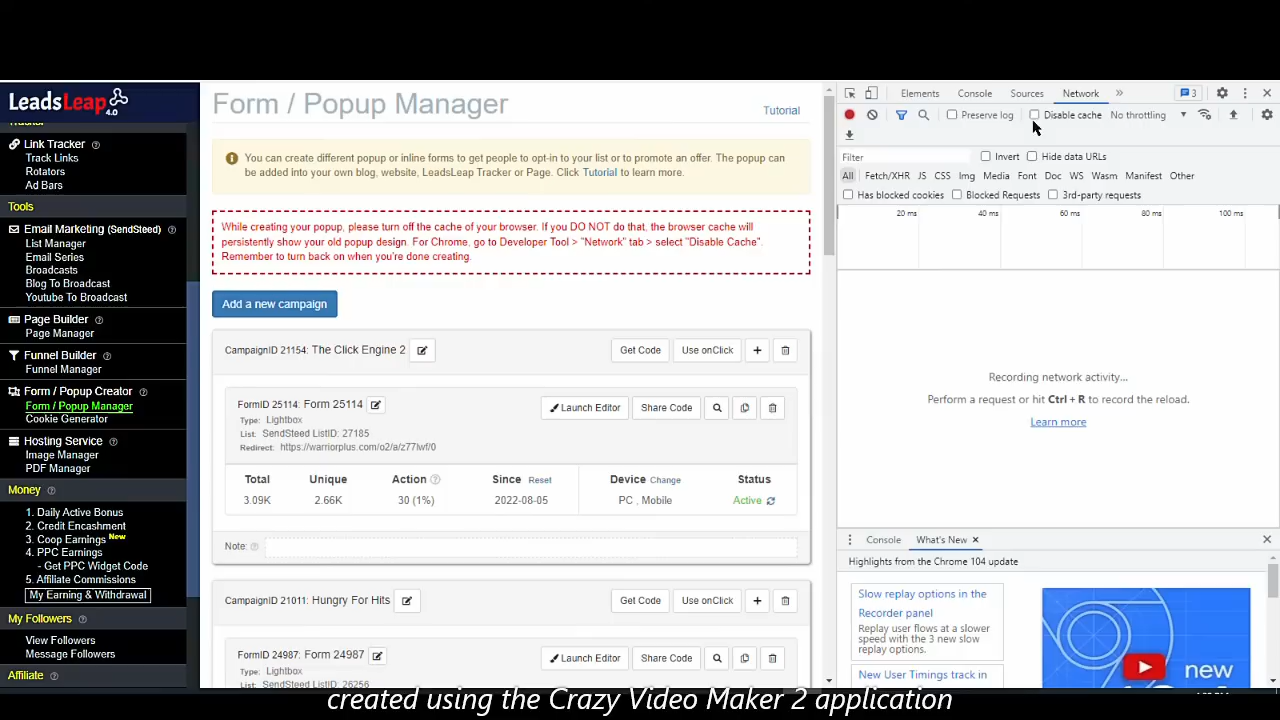 LeadsLeap 4.0
Link Tracker
Track Links
Rotators
Ad Bars
Tools
Email Marketing (SendSteed)
List Manager
Email Series
Broadcasts
Blog To Broadcast
Youtube To Broadcast
Page Builder
Page Manager
Funnel Builder
Funnel Manager
Form / Popup Creator
Form / Popup Manager
Cookie Generator
Hosting Service
Image Manager
PDF Manager
Money
1. Daily Active Bonus
2. Credit Encashment
3. Coop Earnings New
4. PPC Earnings
- Get PPC Widget Code
5. Affiliate Commissions
My Earning & Withdrawal
My Followers
View Followers
Message Followers
Affiliate
Form / Popup Manager
Tutorial
You can create different popup or inline forms to get people to opt-in to your list or to promote an offer. The popup can
be added into your own blog, website, LeadsLeap Tracker or Page. Click Tutorial to learn more.
While creating your popup, please turn off the cache of your browser. If you DO NOT do that, the browser cache will
persistently show your old popup design. For Chrome, go to Developer Tool > "Network" tab > select "Disable Cache".
Remember to turn back on when you're done creating.
Add a new campaign
CampaignID 21154: The Click Engine 2
Get Code Use onClick +
FormID 25114: Form 25114
Launch Editor Share Code
Type: Lightbox
List: SendSteed ListID: 27185
Redirect: https://warriorplus.com/o2/a/z77lwf/0
Total Unique Action Since Reset Device Change Status
3.09K 2.66K 30 (1%) 2022-08-05 PC , Mobile Active
Note:
CampaignID 21011: Hungry For Hits
Get Code Use onClick +
FormID 24987: Form 24987
Launch Editor Share Code
Type: Lightbox
List: SendSteed ListID: 26256
Elements Console Sources Network » 3
Preserve log Disable cache No throttling
Filter Invert Hide data URLs
All Fetch/XHR JS CSS Img Media Font Doc WS Wasm Manifest Other
Has blocked cookies Blocked Requests 3rd-party requests
20 ms 40 ms 60 ms 80 ms 100 ms
Recording network activity…
Perform a request or hit Ctrl + R to record the reload.
Learn more
Console What's New
Highlights from the Chrome 104 update
Slow replay options in the
Recorder panel
Replay user flows at a slower
speed with the 3 new slow
replay options.
New User Timings track in
new
created using the Crazy Video Maker 2 application